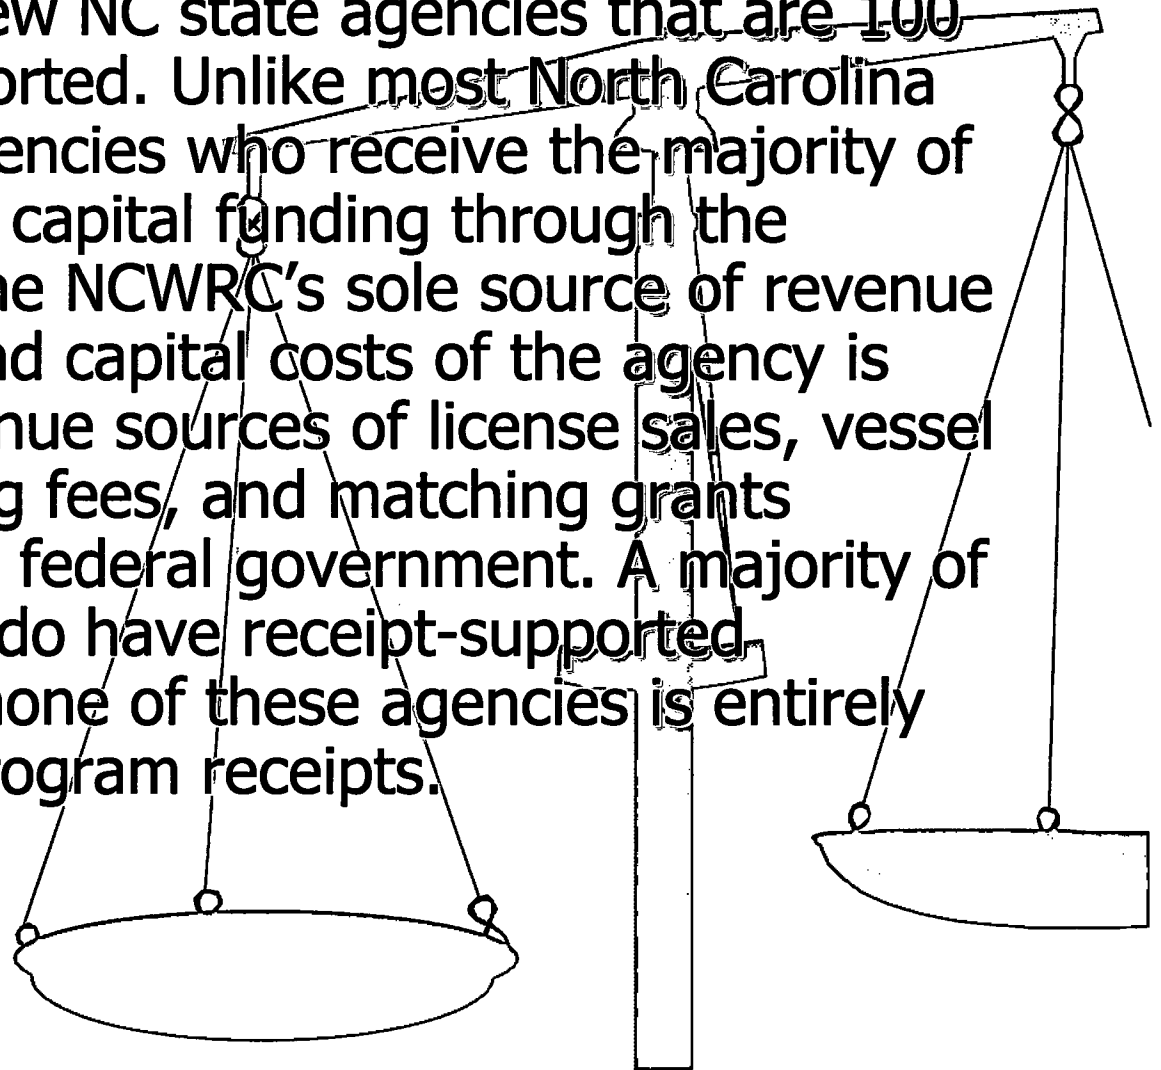 ew NC state agencies that are 100
orted. Unlike most North Carolina
encies who receive the majority of
capital funding through the
ae NCWRC’s sole source of revenue
nd capital costs of the agency is
nue sources of license sales, vessel
g fees, and matching grants
federal government. A majority of
do have receipt-supported
none of these agencies is entirely
rogram receipts.